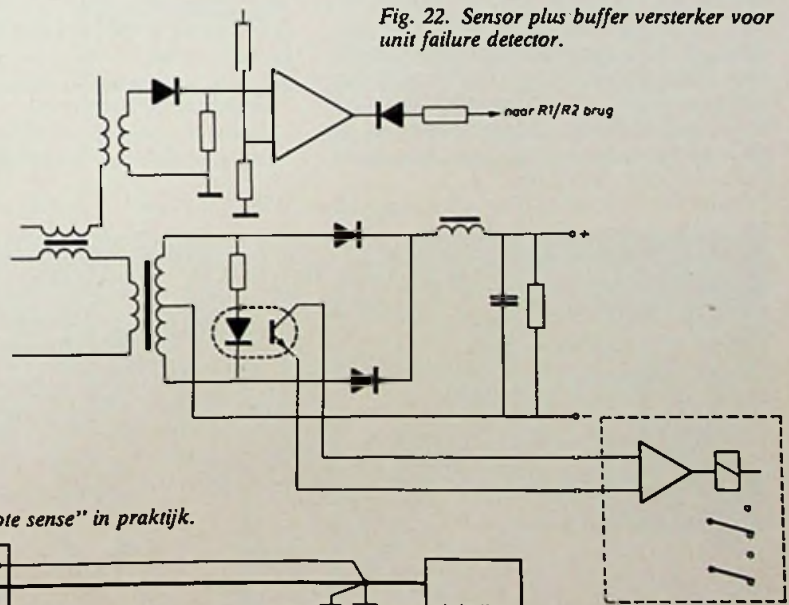 Fig. 22. Sensor plus buffer versterker voor
unit failure detector.
naar R1/R2 brug
+
-
ote sense" in praktijk.